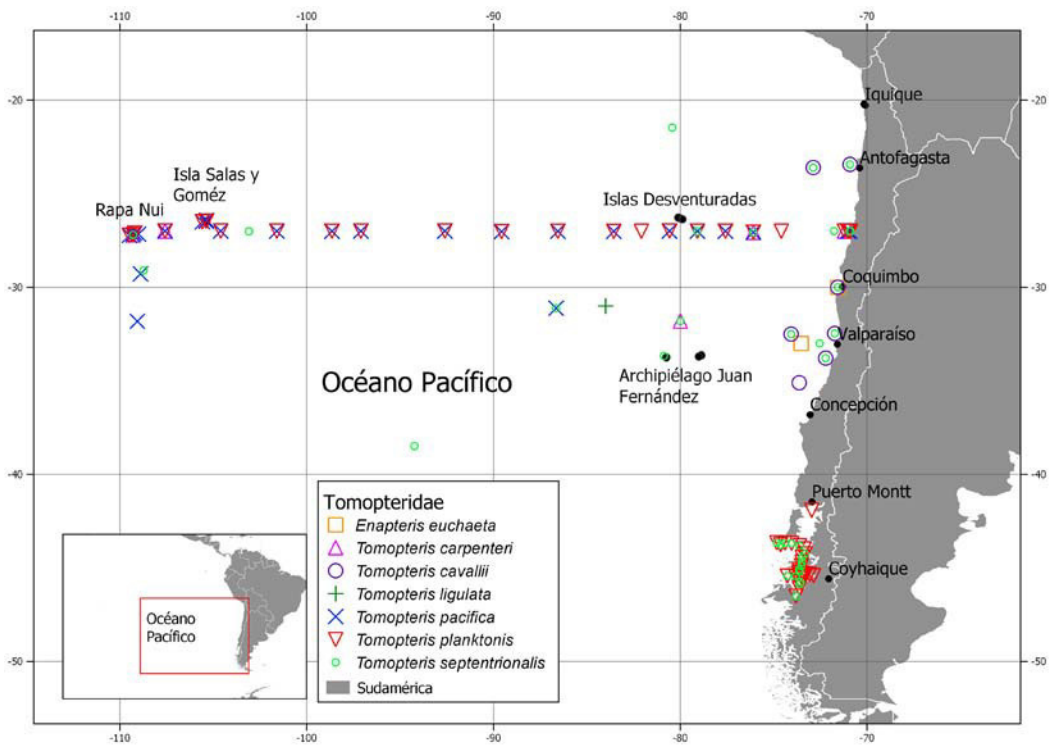 -110 -100 -90 -80 -70
-20 -20
Iquique
Antofagasta
Isla Salas y
Goméz
Rapa Nui
Islas Desventuradas
-30 -30
Coquimbo
Valparaíso
Archipiélago Juan
Fernández
Océano Pacífico
Concepción
-40 -40
Puerto Montt
Coyhaique
Tomopteridae
Enapteris euchaeta
Tomopteris carpenteri
Tomopteris cavallii
Tomopteris ligulata
Tomopteris pacifica
Tomopteris planktonis
Tomopteris septentrionalis
Sudamérica
Océano
Pacífico
-50 -50
-110 -100 -90 -80 -70